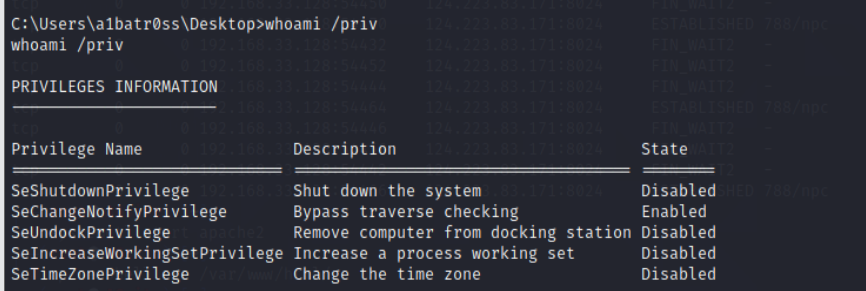 C:\Users\a1batr0ss\Desktop>whoami /priv
whoami /priv
PRIVILEGES INFORMATION
Privilege Name Description State
SeShutdownPrivilege Shut down the system Disabled
SeChangeNotifyPrivilege Bypass traverse checking Enabled
SeUndockPrivilege Remove computer from docking station Disabled
SeIncreaseWorkingSetPrivilege Increase a process working set Disabled
SeTimeZonePrivilege Change the time zone Disabled